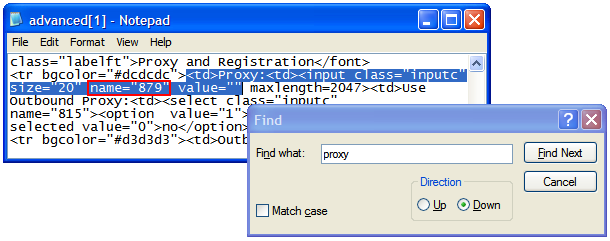 advanced[1] - Notepad
File Edit Format View Help
class="labelft">Proxy and Registration</font>
<tr bgcolor="#dcdcdc"><td>Proxy:<td><input class="inputc"
size="20" name="879" value="" maxlength=2047><td>Use
Outbound Proxy:<td><select class="inputc"
name="815"><option value="1">
selected value="0">no</option>
<tr bgcolor="#d3d3d3"><td>Outb
Find
Find what: proxy
Find Next
Direction
Cancel
Match case
Up Down